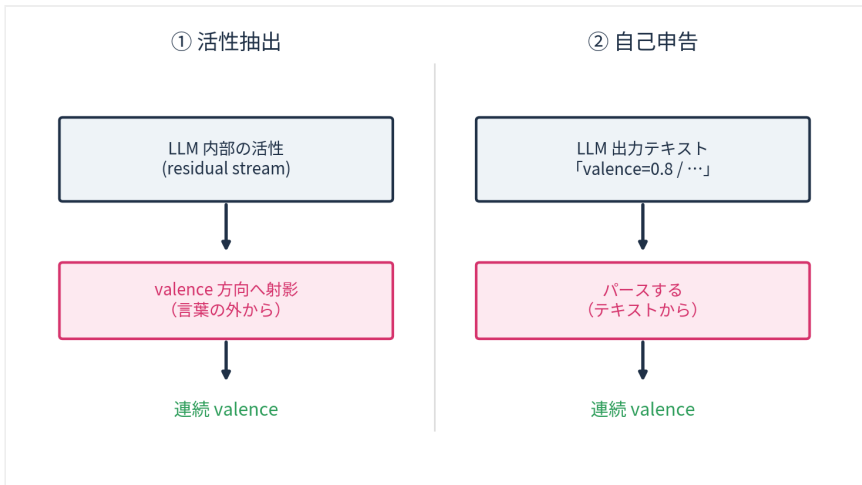 ① 活性抽出
LLM 内部の活性
(residual stream)
valence 方向へ射影
（言葉の外から）
連続 valence
② 自己申告
LLM 出力テキスト
「valence=0.8 / …」
パースする
（テキストから）
連続 valence